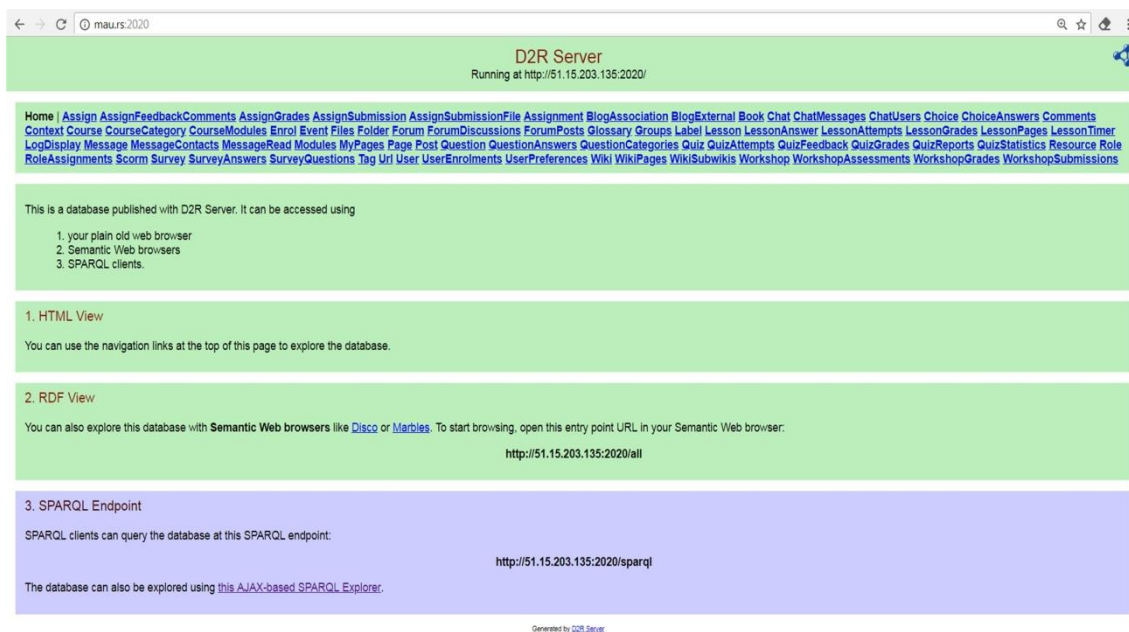 mau.rs:2020
D2R Server
Running at http://51.15.203.135:2020/
Home | Assign AssignFeedbackComments AssignGrades AssignSubmission AssignSubmissionFile Assignment BlogAssociation BlogExternal Book Chat ChatMessages ChatUsers Choice ChoiceAnswers Comments
Context Course CourseCategory CourseModules Enrol Event Files Folder Forum ForumDiscussions ForumPosts Glossary Groups Label Lesson LessonAnswer LessonAttempts LessonGrades LessonPages LessonTimer
LogDisplay Message MessageContacts MessageRead Modules MyPages Page Post Question QuestionAnswers QuestionCategories Quiz QuizAttempts QuizFeedback QuizGrades QuizReports QuizStatistics Resource Role
RoleAssignments Scorm Survey SurveyAnswers SurveyQuestions Tag Url User UserEnrolments UserPreferences Wiki WikiPages WikiSubwikis Workshop WorkshopAssessments WorkshopGrades WorkshopSubmissions
This is a database published with D2R Server. It can be accessed using
1. your plain old web browser
2. Semantic Web browsers
3. SPARQL clients.
1. HTML View
You can use the navigation links at the top of this page to explore the database.
2. RDF View
You can also explore this database with Semantic Web browsers like Disco or Marbles. To start browsing, open this entry point URL in your Semantic Web browser:
http://51.15.203.135:2020/all
3. SPARQL Endpoint
SPARQL clients can query the database at this SPARQL endpoint:
http://51.15.203.135:2020/sparql
The database can also be explored using this AJAX-based SPARQL Explorer.
Generated by D2R Server